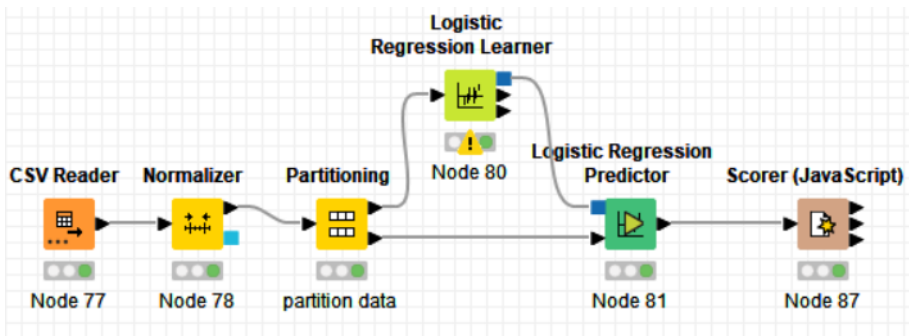 Logistic
Regression Learner
Node 80
CSV Reader
Normalizer
Partitioning
Logistic Regression
Predictor
Scorer (JavaScript)
Node 77
Node 78
partition data
Node 81
Node 87